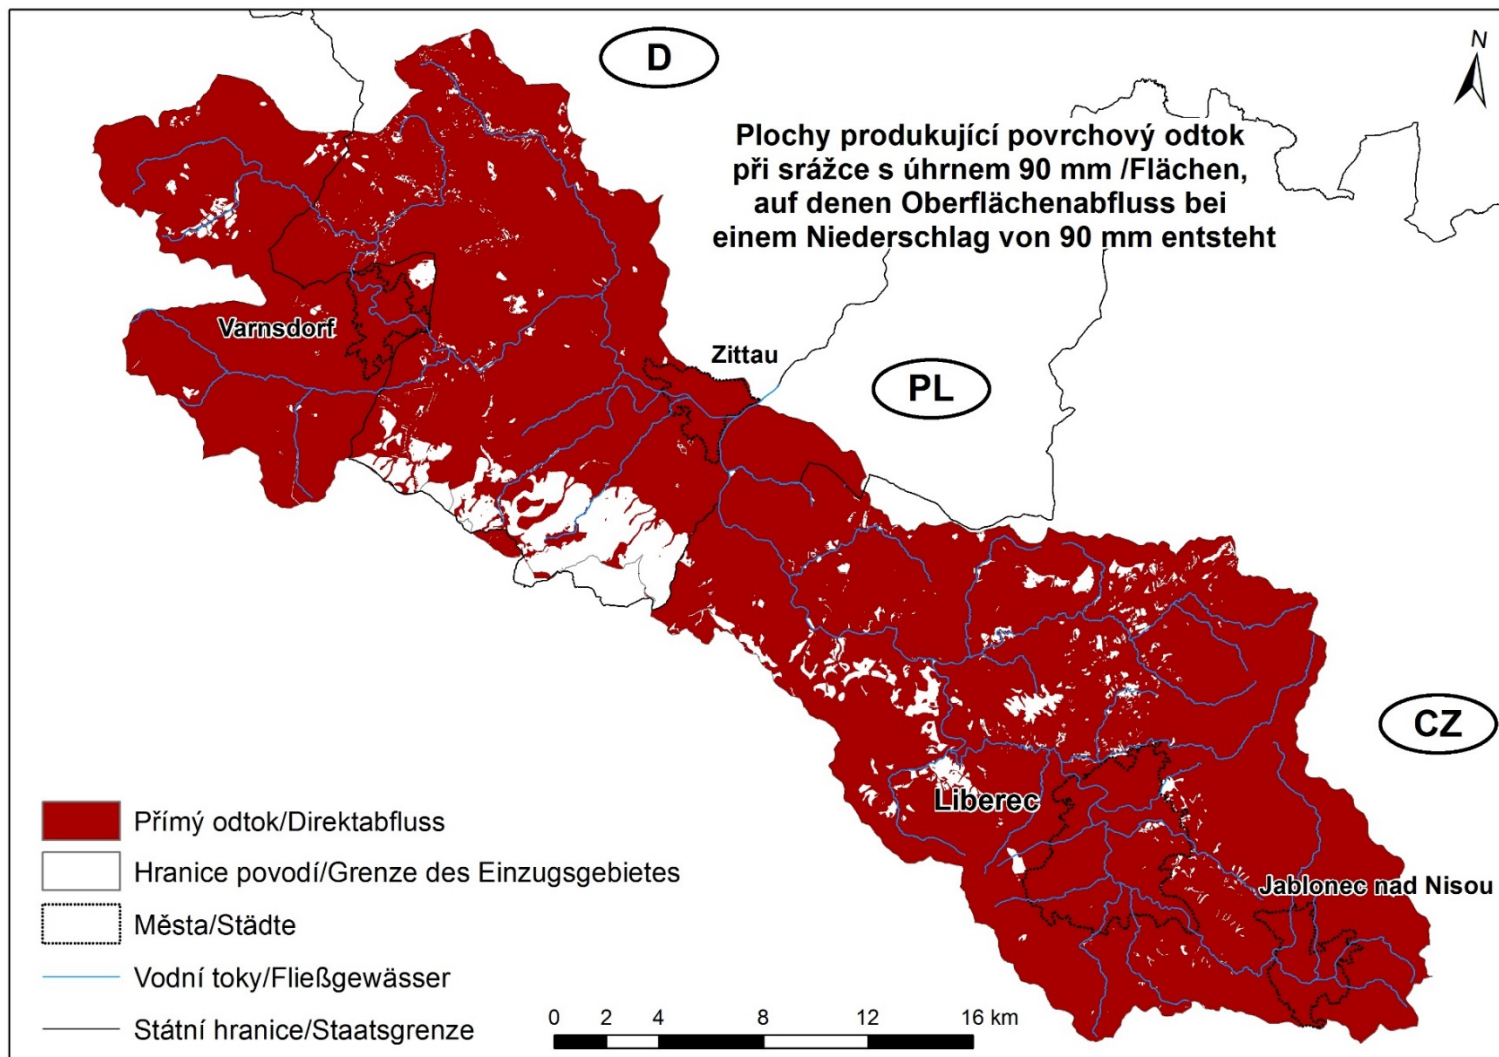 D
N
Plochy produkující povrchový odtok
při srážce s úhrnem 90 mm /Flächen,
auf denen Oberflächenabfluss bei
einem Niederschlag von 90 mm entsteht
Varnsdorf
Zittau
PL
CZ
Liberec
Jablonec nad Nisou
Přímý odtok/Direktabfluss
Hranice povodí/Grenze des Einzugsgebietes
Města/Städte
Vodní toky/Fließgewässer
Státní hranice/Staatsgrenze
0 2 4 8 12 16 km